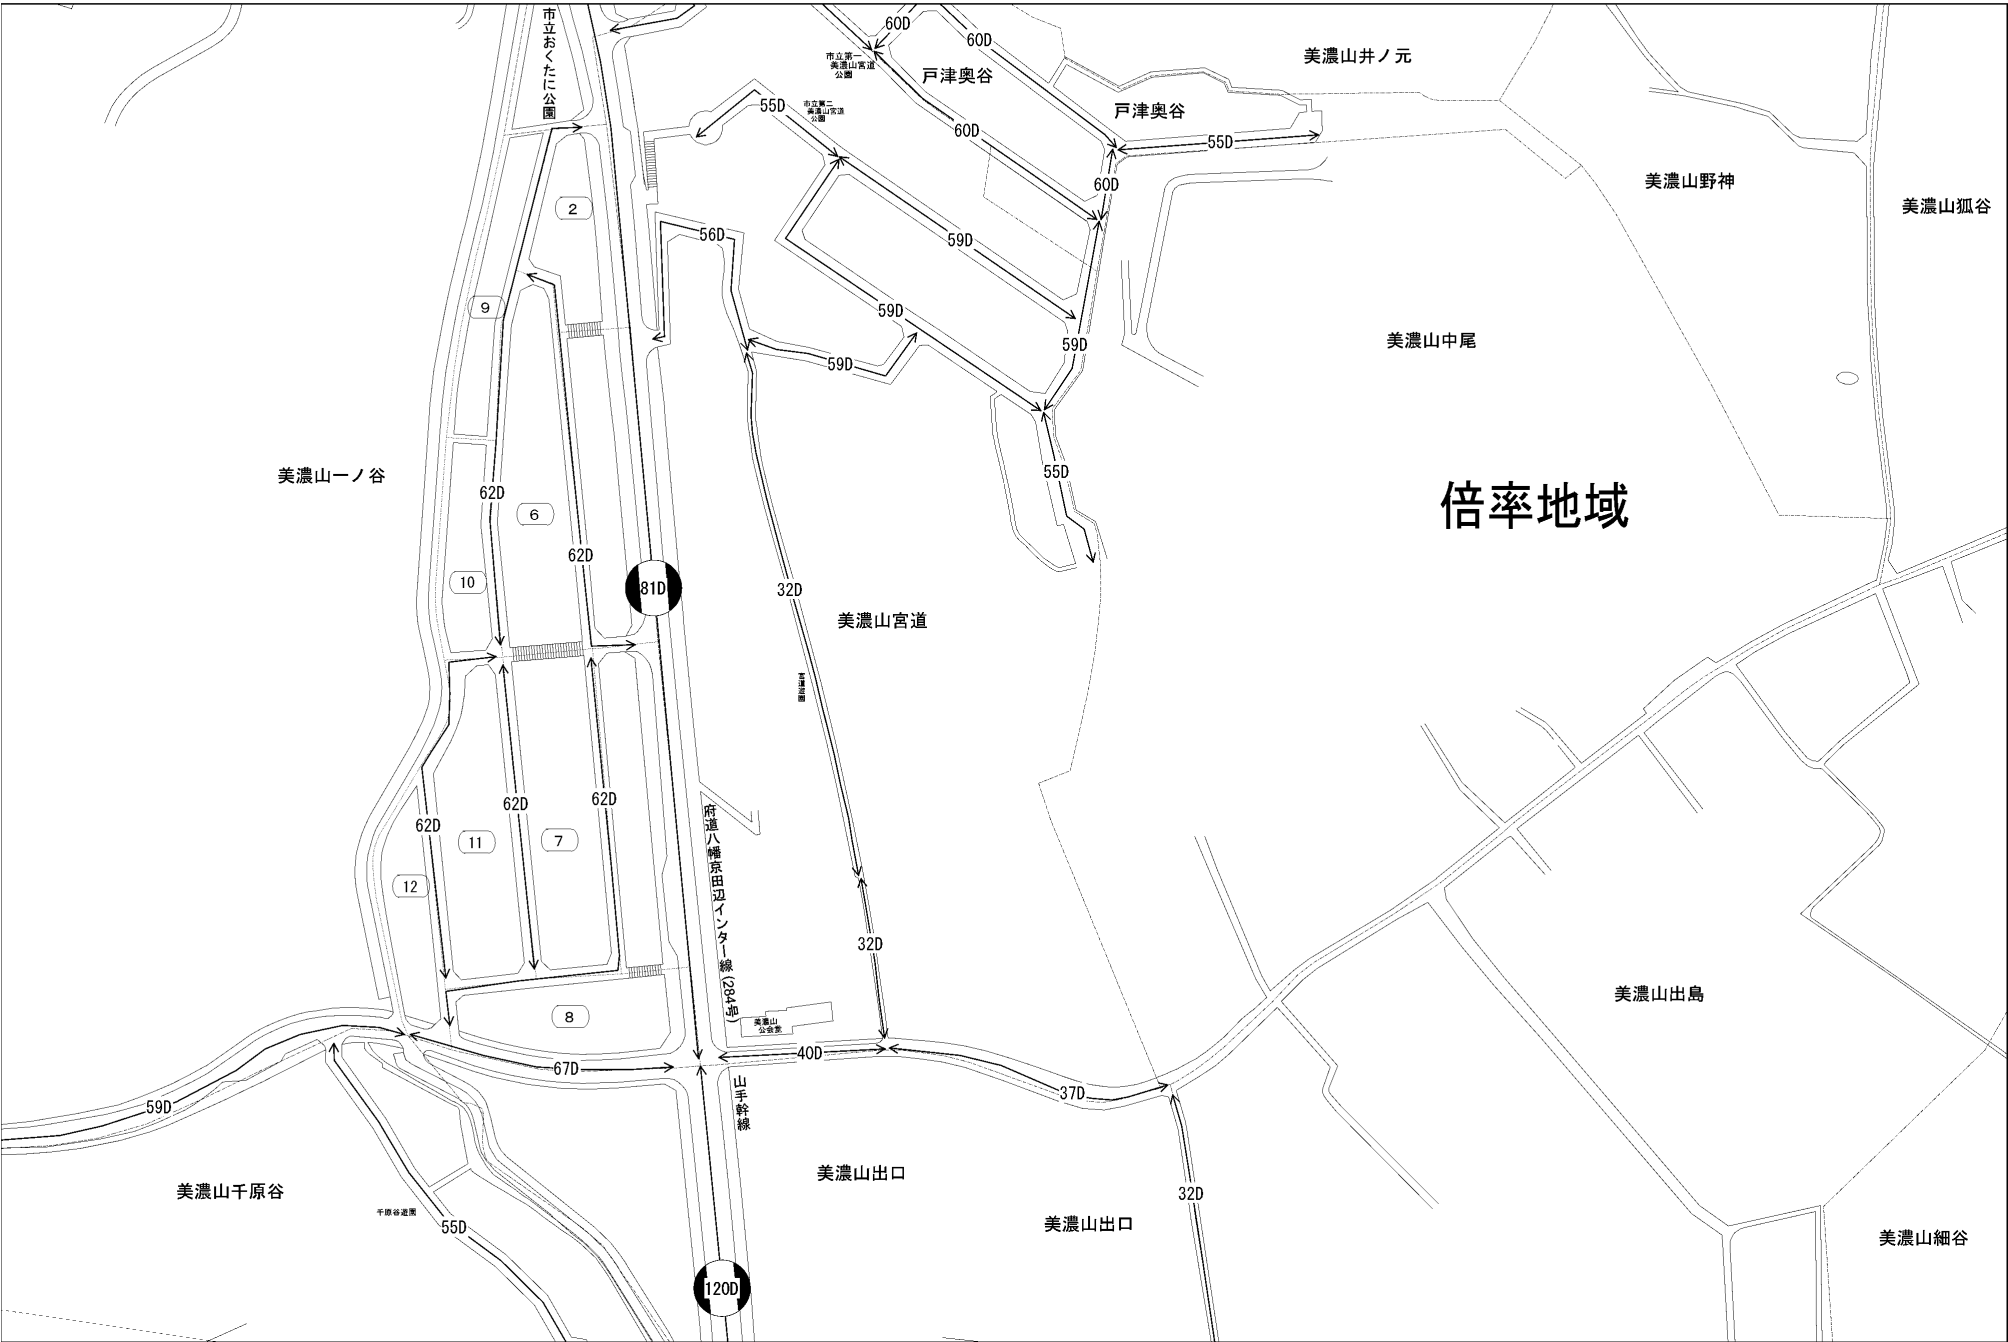 市立おくたに公園
60D
60D
市立第一
美濃山宮道
公園
戸津奥谷
美濃山井ノ元
55D
市立第二
美濃山宮道
公園
戸津奥谷
60D
55D
60D
美濃山野神
美濃山狐谷
2
56D
59D
9
59D
59D
59D
美濃山中尾
美濃山一ノ谷
55D
62D
6
倍率地域
62D
10
81D
32D
美濃山宮道
宮道遊園
62D
62D
62D
11
7
府道八幡京田辺インター線(284号)
12
32D
美濃山出島
8
美濃山
公会堂
40D
67D
37D
59D
山手幹線
美濃山千原谷
美濃山出口
32D
千原谷遊園
55D
美濃山出口
美濃山細谷
120D